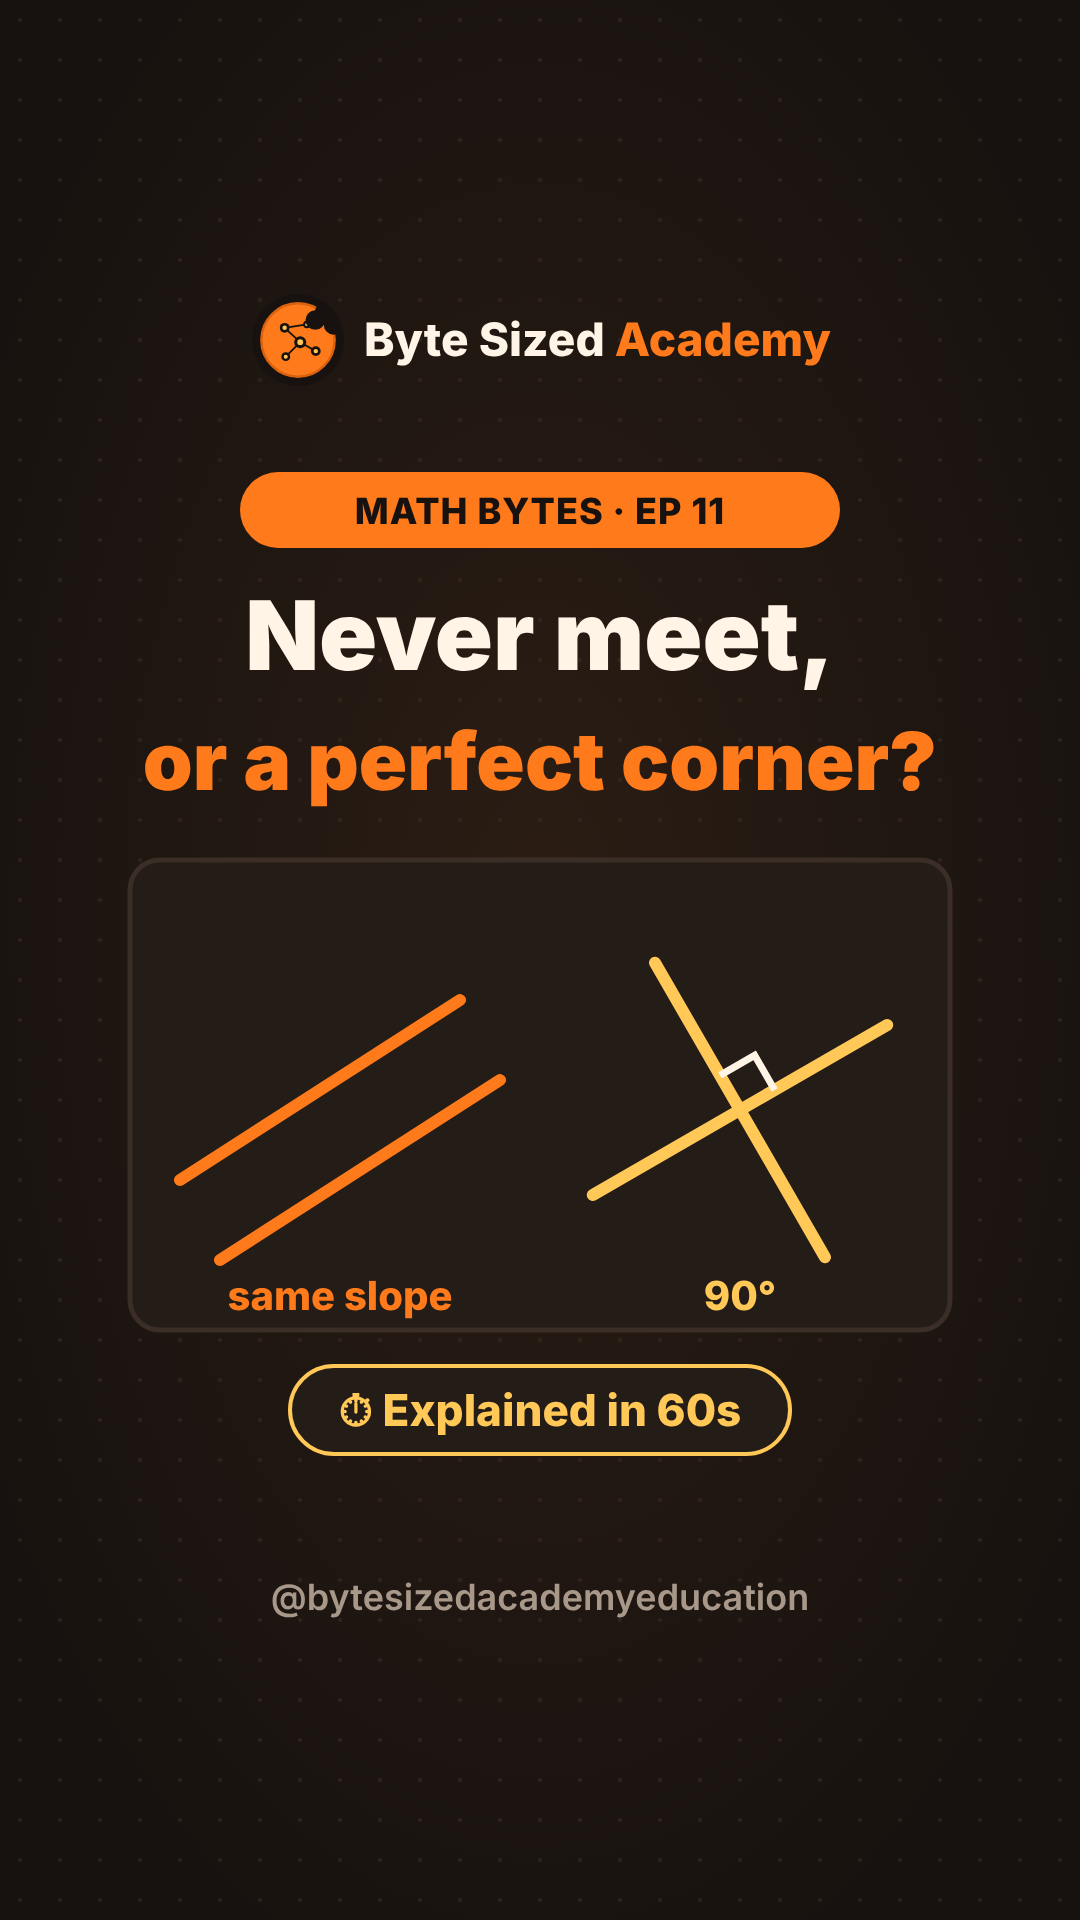 Byte Sized Academy
MATH BYTES · EP 11
Never meet,
or a perfect corner?
same slope
90°
⏱ Explained in 60s
@bytesizedacademyeducation